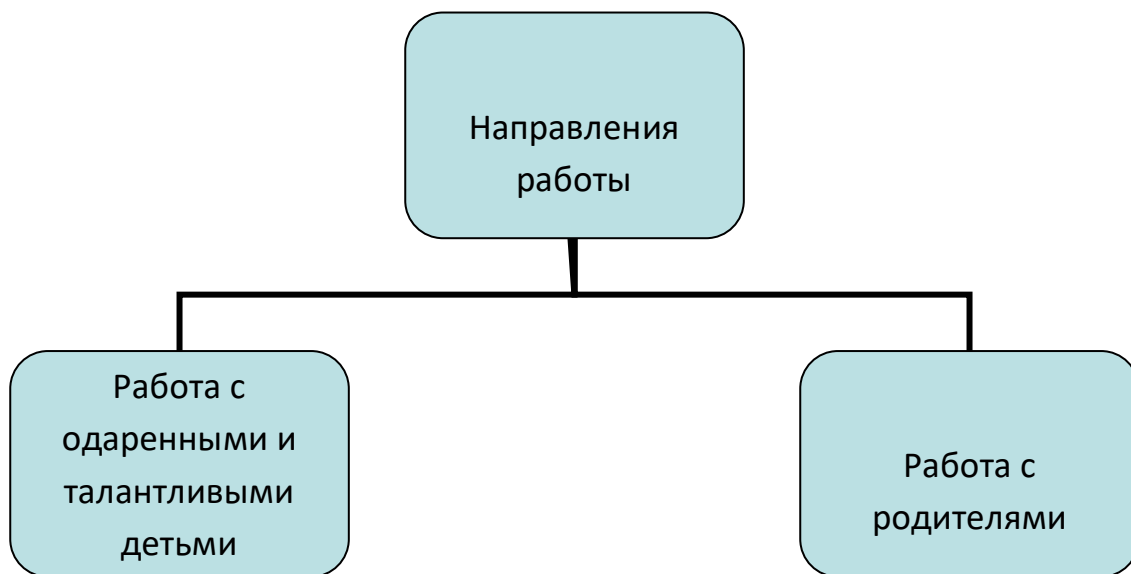 Направления
работы
Работа с
одаренными и
талантливыми
детьми
Работа с
родителями